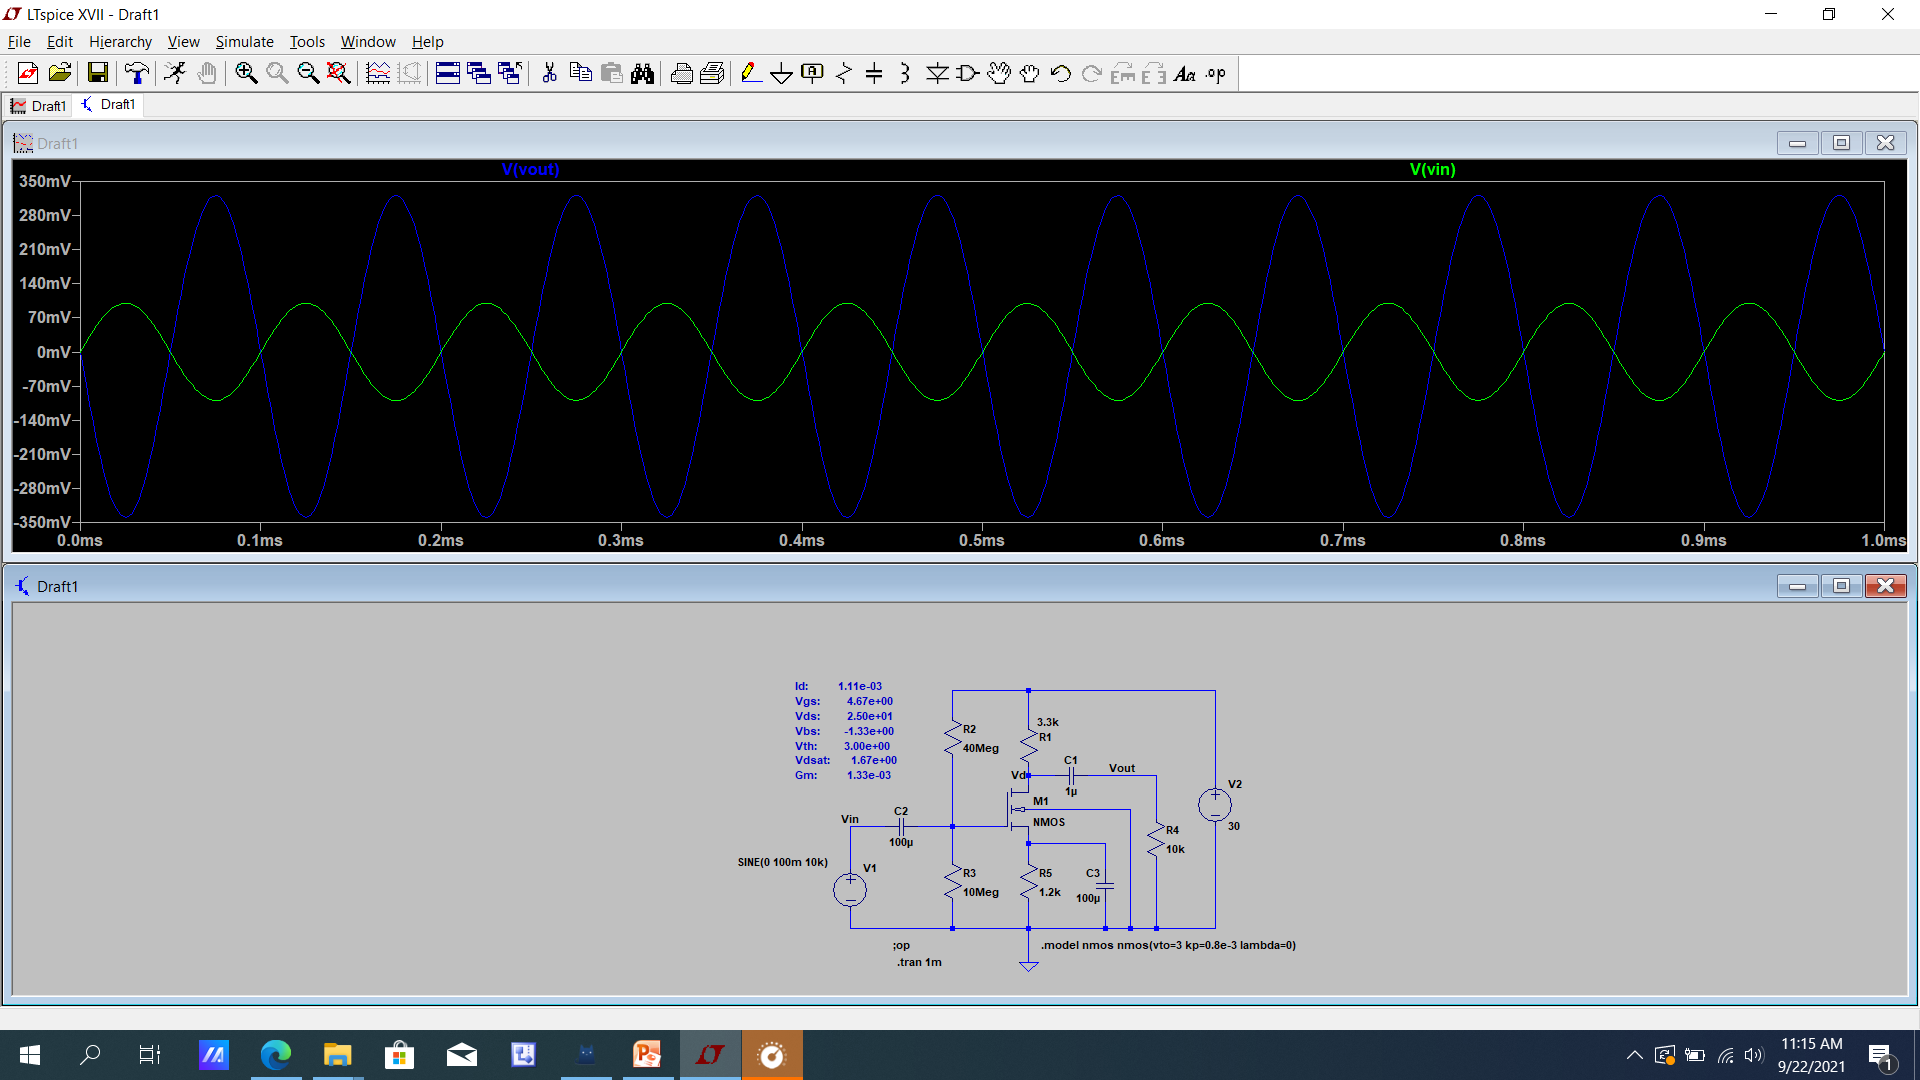 LTspice XVII - Draft1
File Edit Hierarchy View Simulate Tools Window Help
Draft1 Draft1
Draft1
V(vout) V(vin)
350mV
280mV
210mV
140mV
70mV
0mV
-70mV
-140mV
-210mV
-280mV
-350mV
0.0ms 0.1ms 0.2ms 0.3ms 0.4ms 0.5ms 0.6ms 0.7ms 0.8ms 0.9ms 1.0ms
Draft1
Id: 1.11e-03
Vgs: 4.67e+00
Vds: 2.50e+01
Vbs: -1.33e+00
Vth: 3.00e+00
Vdsat: 1.67e+00
Gm: 1.33e-03
R2
40Meg
3.3k
R1
C1
1µ
Vout
Vd
V2
30
M1
NMOS
Vin
C2
100µ
R4
10k
SINE(0 100m 10k)
V1
R3
10Meg
R5
1.2k
C3
100µ
;op
.tran 1m
.model nmos nmos(vto=3 kp=0.8e-3 lambda=0)
11:15 AM
9/22/2021
1